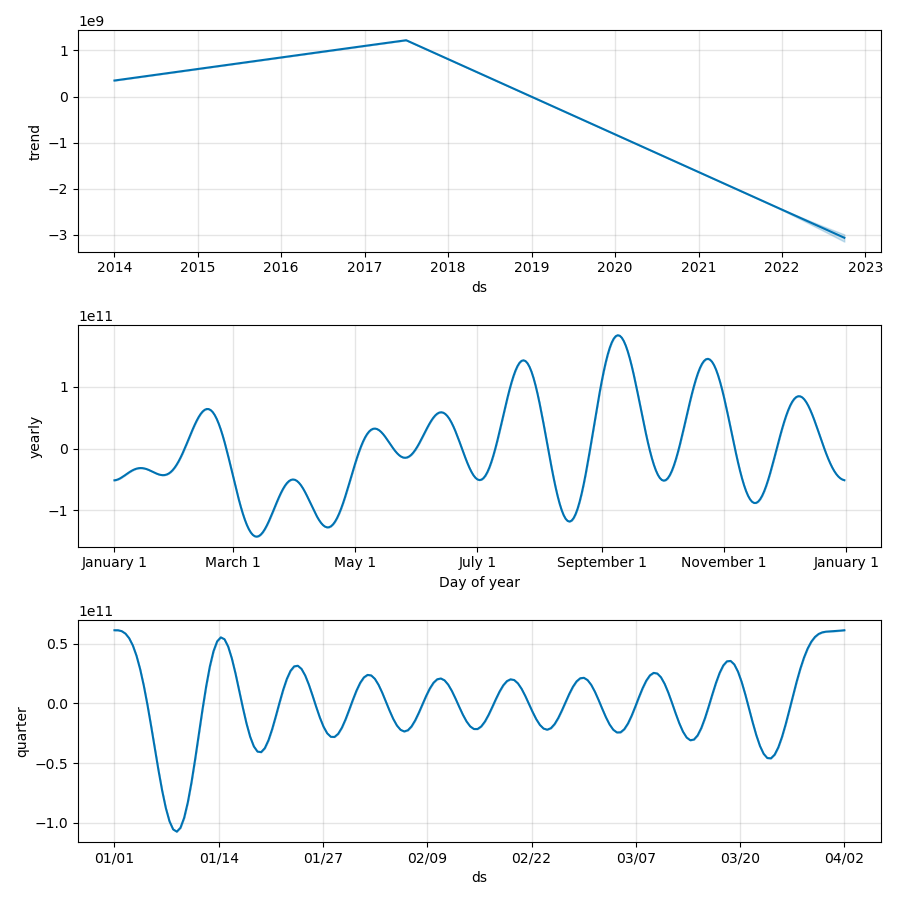 1e9
1
0
−1
−2
−3
trend
2014 2015 2016 2017 2018 2019 2020 2021 2022 2023
ds
1e11
1
0
−1
yearly
January 1 March 1 May 1 July 1 September 1 November 1 January 1
Day of year
1e11
0.5
0.0
−0.5
−1.0
quarter
01/01 01/14 01/27 02/09 02/22 03/07 03/20 04/02
ds